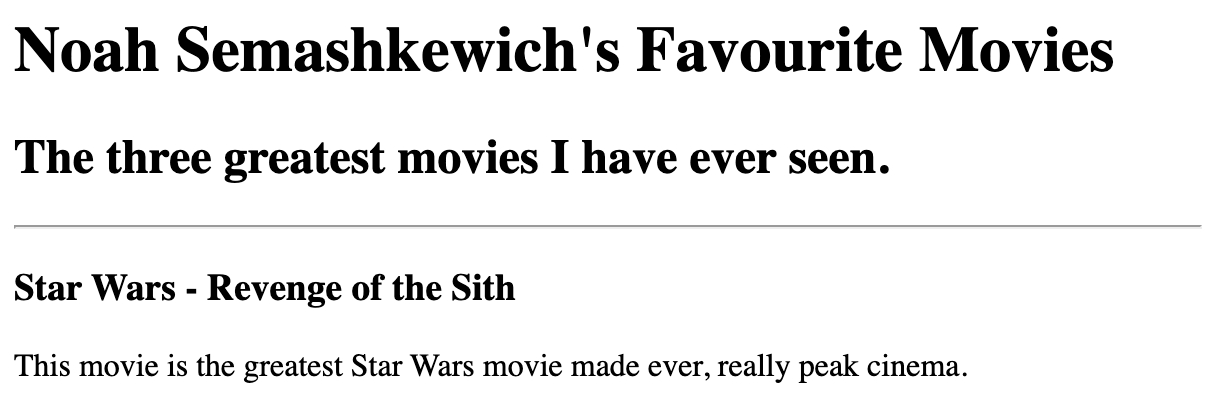 Noah Semashkewich's Favourite Movies
The three greatest movies I have ever seen.
Star Wars - Revenge of the Sith
This movie is the greatest Star Wars movie made ever, really peak cinema.